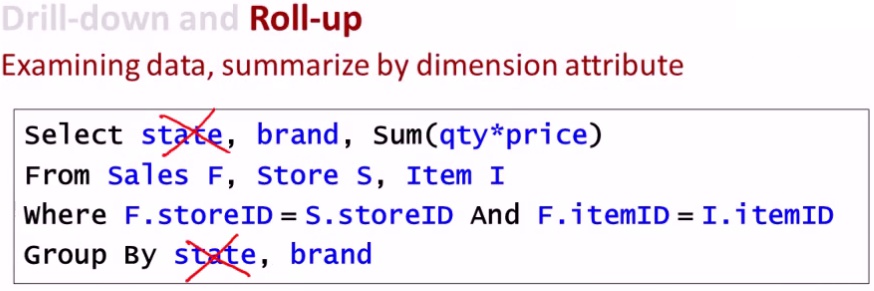 Drill-down and Roll-up
Examining data, summarize by dimension attribute
Select state, brand, Sum(qty*price)
From Sales F, Store S, Item I
Where F.storeID = S.storeID And F.itemID = I.itemID
Group By state, brand